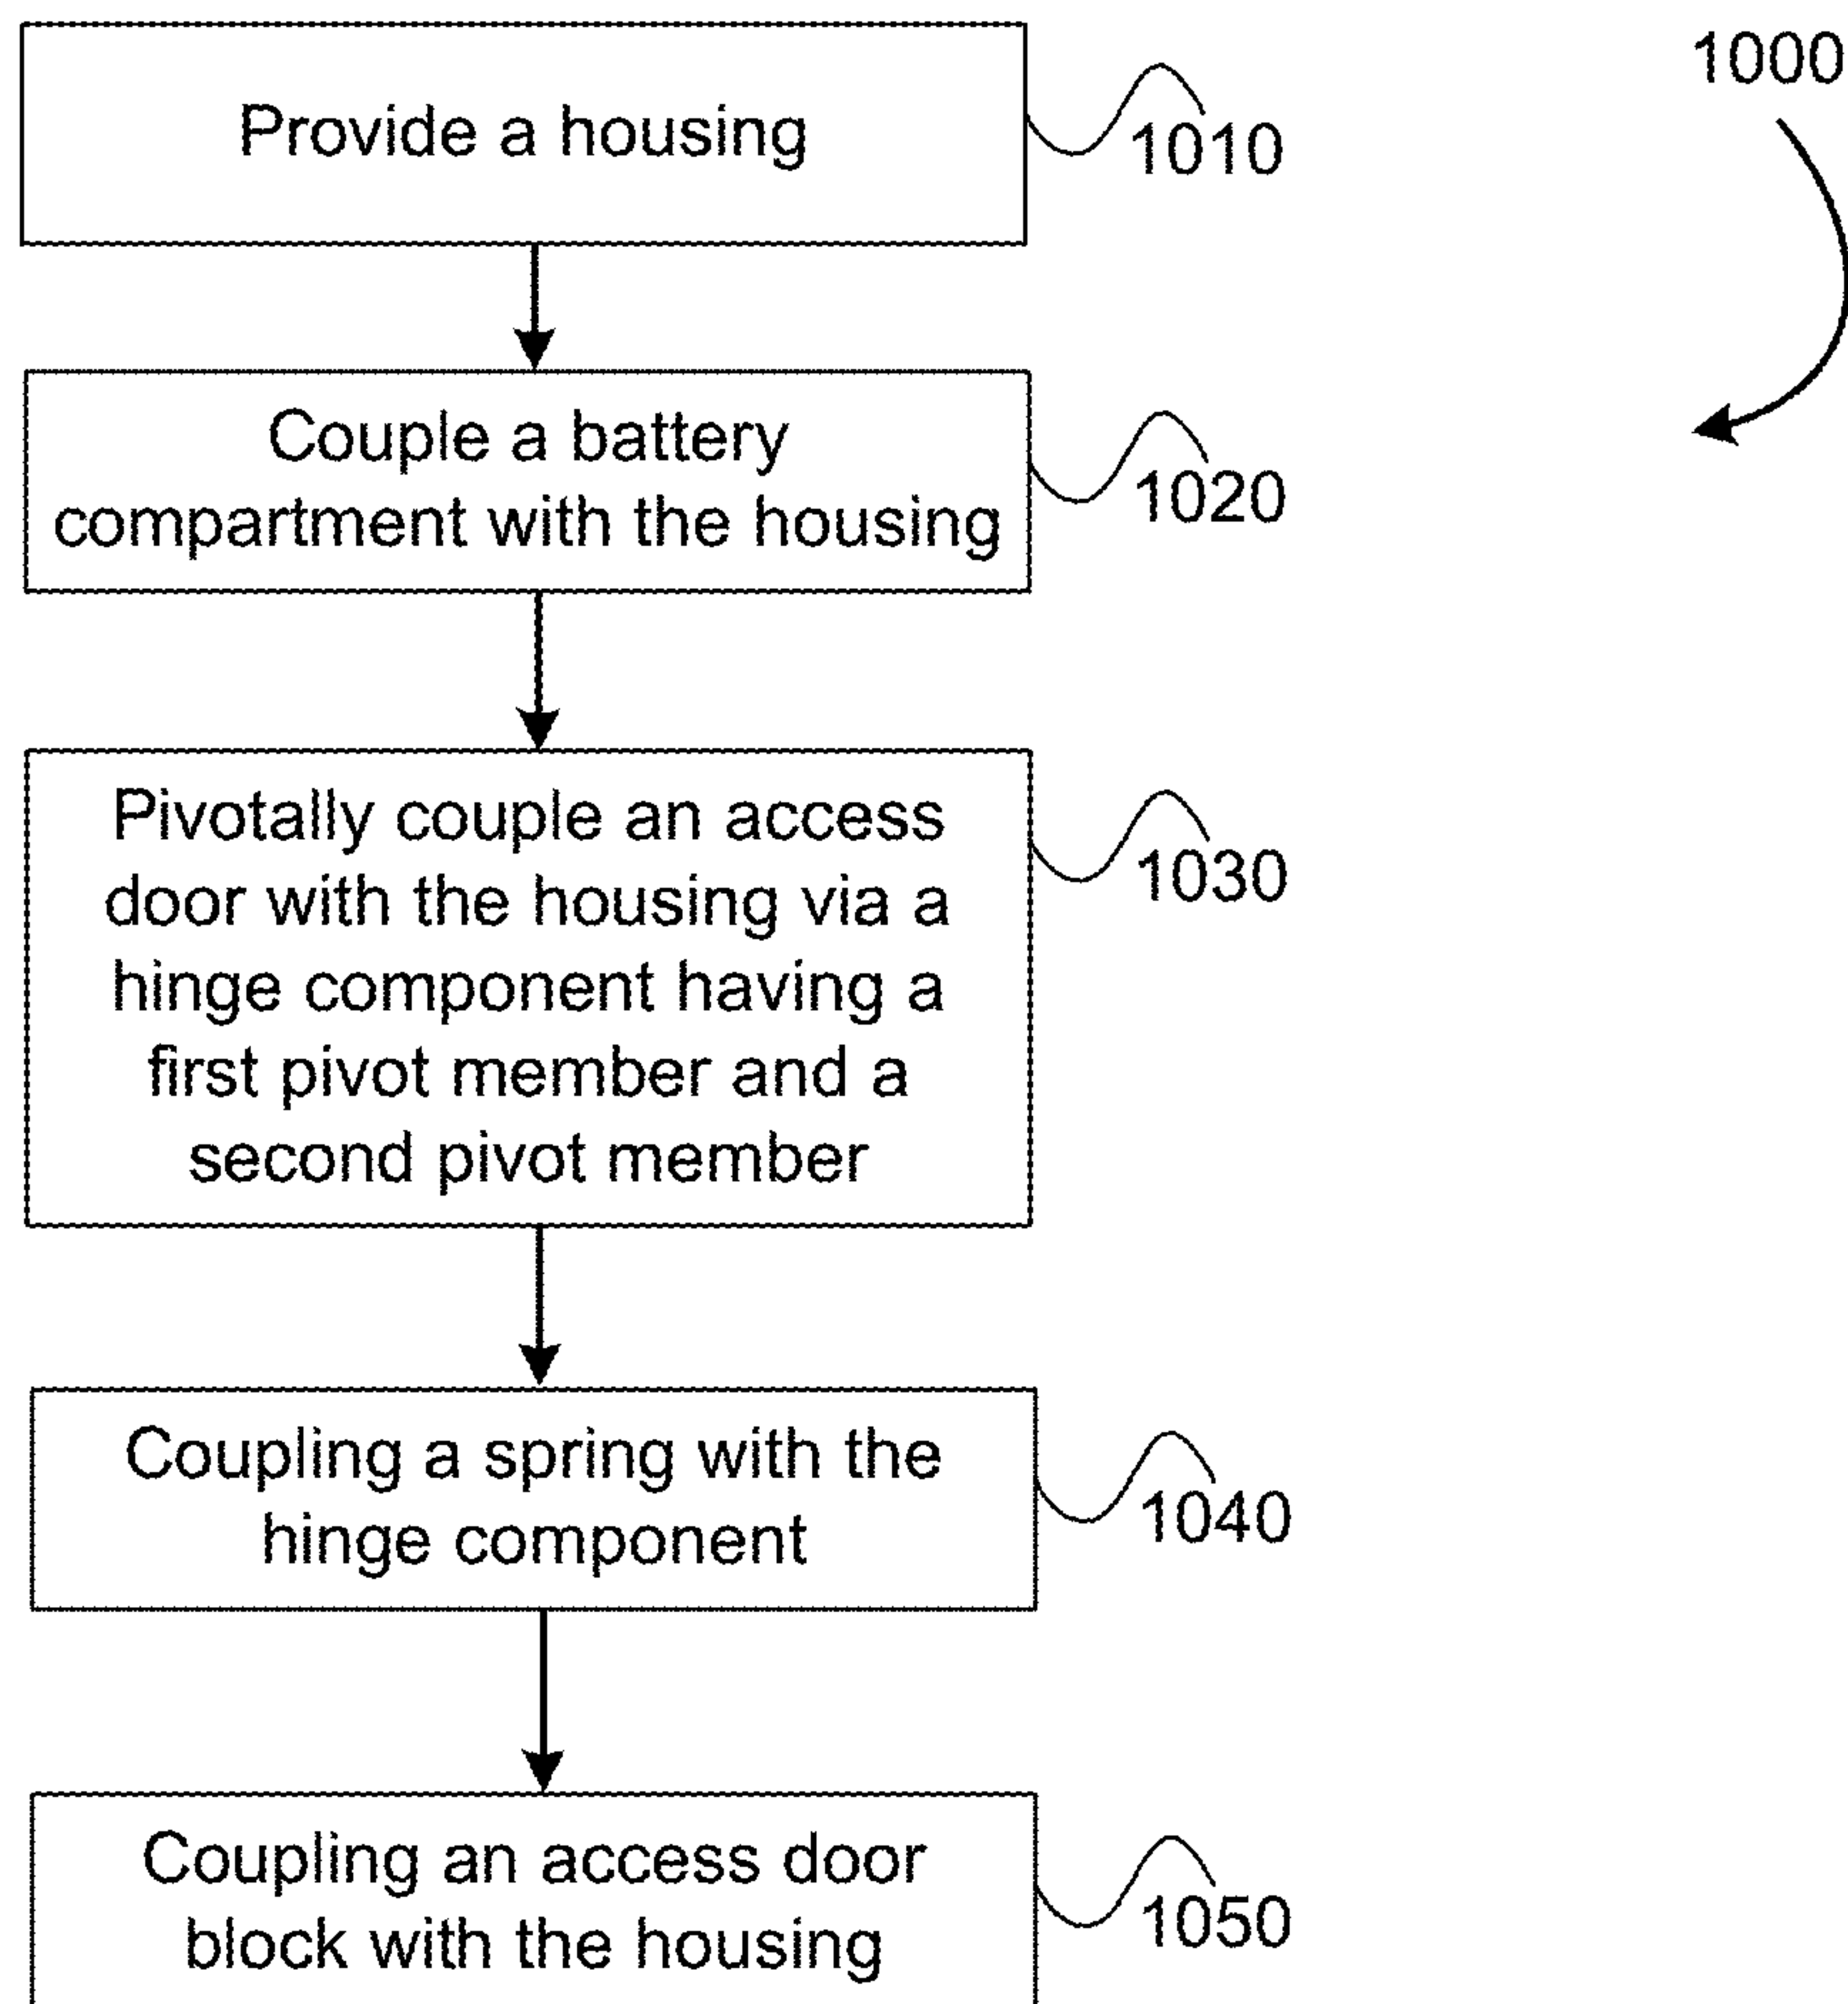 Provide a housing
1010
1000
Couple a battery
compartment with the housing
1020
Pivotally couple an access
door with the housing via a
hinge component having a
first pivot member and a
second pivot member
1030
Coupling a spring with the
hinge component
1040
Coupling an access door
block with the housing
1050